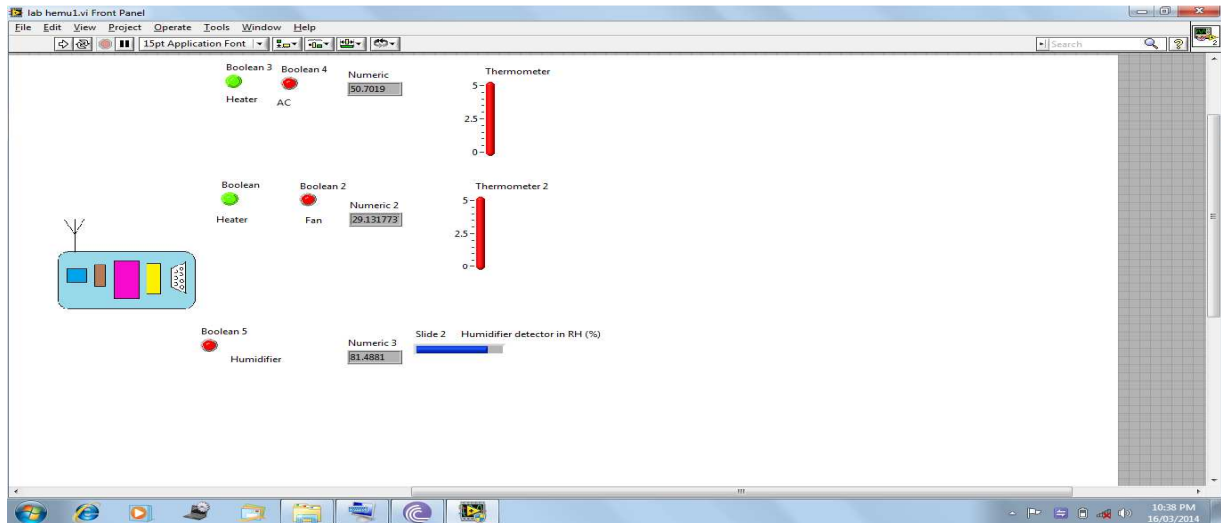 lab hemu1.vi Front Panel
File Edit View Project Operate Tools Window Help
15pt Application Font
Search
2
Boolean 3 Boolean 4 Numeric Thermometer
50.7019
Heater AC
5
2.5
0
Boolean Boolean 2 Numeric 2 Thermometer 2
29.131773
Heater Fan
5
2.5
0
Boolean 5 Numeric 3 Slide 2 Humidifier detector in RH (%)
81.4881
Humidifier
10:38 PM
16/03/2014